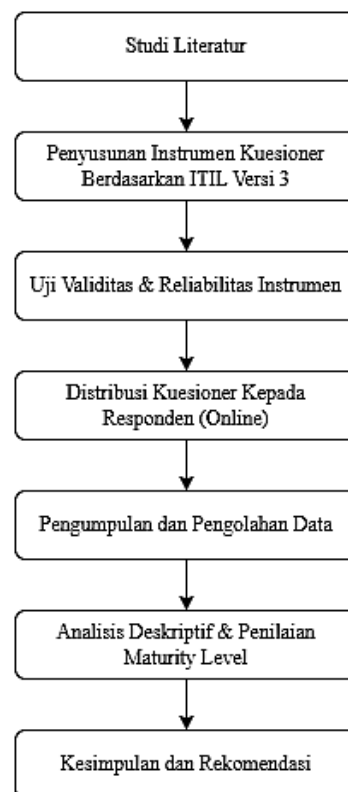 Studi Literatur
Penyusunan Instrumen Kuesioner
Berdasarkan ITIL Versi 3
Uji Validitas & Reliabilitas Instrumen
Distribusi Kuesioner Kepada
Responden (Online)
Pengumpulan dan Pengolahan Data
Analisis Deskriptif & Penilaian
Maturity Level
Kesimpulan dan Rekomendasi